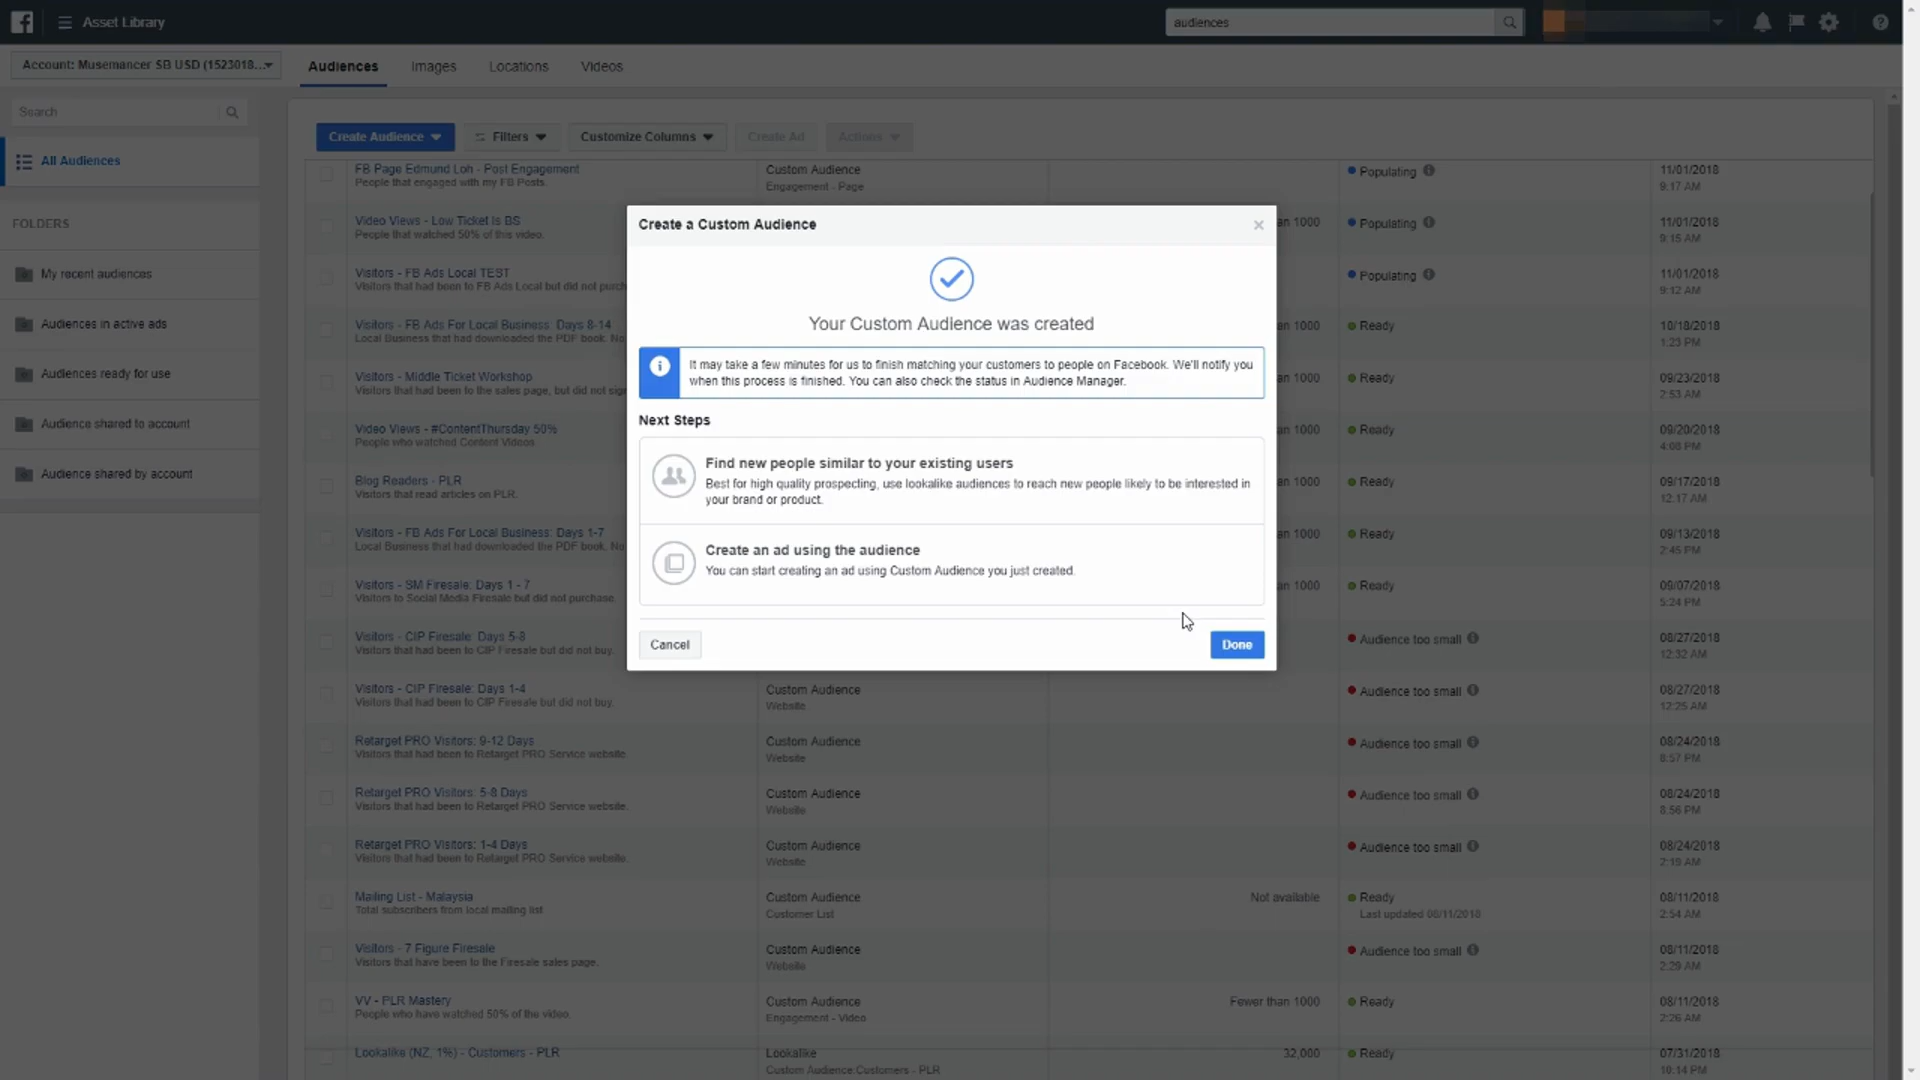 Asset Library
audiences
Account: Musemancer SB USD (1523018...
Audiences
Images
Locations
Videos
Search
All Audiences
FOLDERS
My recent audiences
Audiences in active ads
Audiences ready for use
Audience shared to account
Audience shared by account
Create Audience
Filters
Customize Columns
Create Ad
Actions
FB Page Edmund Loh - Post Engagement
People that engaged with my FB Posts.
Custom Audience
Engagement - Page
Populating
11/01/2018
9:17 AM
Video Views - Low Ticket Is BS
People that watched 50% of this video.
an 1000
Populating
11/01/2018
9:15 AM
Visitors - FB Ads Local TEST
Visitors that had been to FB Ads Local but did not purch
Populating
11/01/2018
9:12 AM
Visitors - FB Ads For Local Business: Days 8-14
Local Business that had downloaded the PDF book. No
an 1000
Ready
10/18/2018
1:23 PM
Visitors - Middle Ticket Workshop
Visitors that had been to the sales page, but did not sign
an 1000
Ready
09/23/2018
2:53 AM
Video Views - #ContentThursday 50%
People who watched Content Videos
an 1000
Ready
09/20/2018
4:08 PM
Blog Readers - PLR
Visitors that read articles on PLR.
an 1000
Ready
09/17/2018
12:17 AM
Visitors - FB Ads For Local Business: Days 1-7
Local Business that had downloaded the PDF book. No
an 1000
Ready
09/13/2018
2:45 PM
Visitors - SM Firesale: Days 1 - 7
Visitors to Social Media Firesale but did not purchase.
an 1000
Ready
09/07/2018
5:24 PM
Visitors - CIP Firesale: Days 5-8
Visitors that had been to CIP Firesale but did not buy.
Audience too small
08/27/2018
12:32 AM
Visitors - CIP Firesale: Days 1-4
Visitors that had been to CIP Firesale but did not buy.
Custom Audience
Website
Audience too small
08/27/2018
12:25 AM
Retarget PRO Visitors: 9-12 Days
Visitors that had been to Retarget PRO Service website.
Custom Audience
Website
Audience too small
08/24/2018
8:57 PM
Retarget PRO Visitors: 5-8 Days
Visitors that had been to Retarget PRO Service website.
Custom Audience
Website
Audience too small
08/24/2018
8:56 PM
Retarget PRO Visitors: 1-4 Days
Visitors that had been to Retarget PRO Service website.
Custom Audience
Website
Audience too small
08/24/2018
2:19 AM
Mailing List - Malaysia
Total subscribers from local mailing list
Custom Audience
Customer List
Not available
Ready
Last updated 08/11/2018
08/11/2018
2:54 AM
Visitors - 7 Figure Firesale
Visitors that have been to the Firesale sales page.
Custom Audience
Website
Audience too small
08/11/2018
2:29 AM
VV - PLR Mastery
People who have watched 50% of the video.
Custom Audience
Engagement - Video
Fewer than 1000
Ready
08/11/2018
2:26 AM
Lookalike (NZ, 1%) - Customers - PLR
Lookalike
Custom Audience:Customers - PLR
32,000
Ready
07/31/2018
10:14 PM
Create a Custom Audience
Your Custom Audience was created
It may take a few minutes for us to finish matching your customers to people on Facebook. We'll notify you
when this process is finished. You can also check the status in Audience Manager.
Next Steps
Find new people similar to your existing users
Best for high quality prospecting, use lookalike audiences to reach new people likely to be interested in
your brand or product.
Create an ad using the audience
You can start creating an ad using Custom Audience you just created.
Cancel
Done